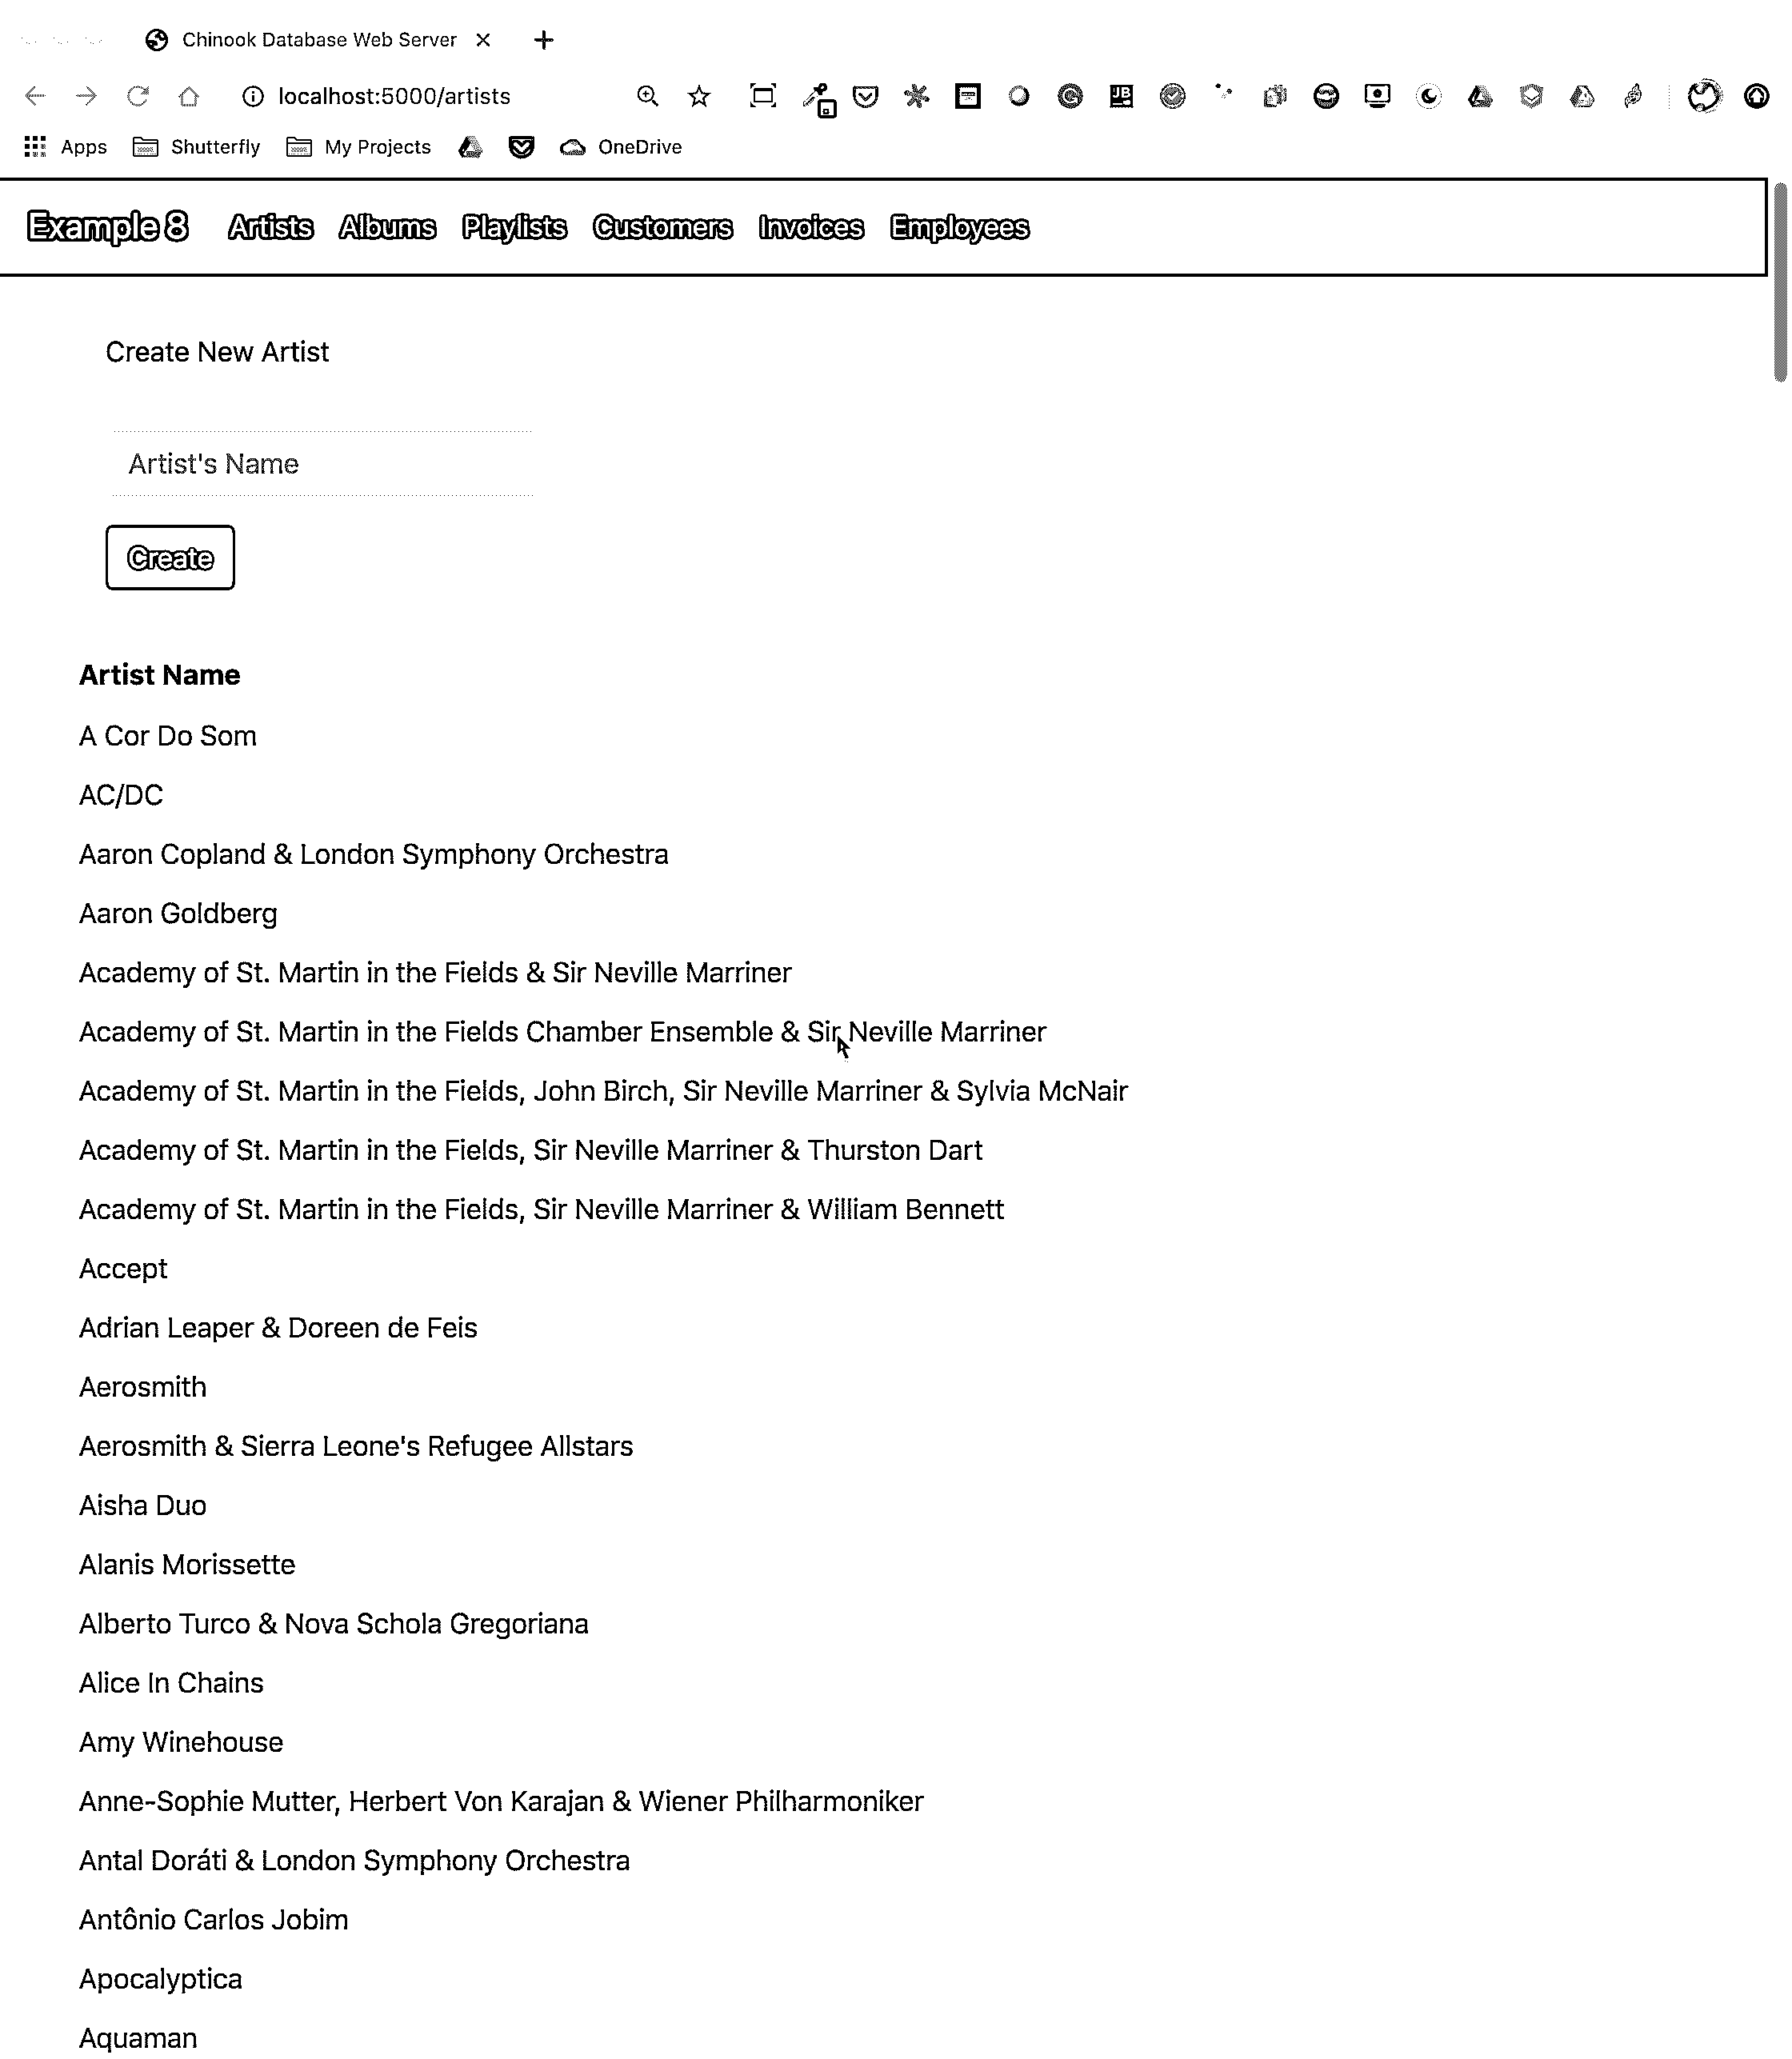 Chinook Database Web Server
localhost:5000/artists
JB
Apps Shutterfly My Projects OneDrive
Example 8 Artists Albums Playlists Customers Invoices Employees
Create New Artist
Artist's Name
Create
Artist Name
A Cor Do Som
AC/DC
Aaron Copland & London Symphony Orchestra
Aaron Goldberg
Academy of St. Martin in the Fields & Sir Neville Marriner
Academy of St. Martin in the Fields Chamber Ensemble & Sir Neville Marriner
Academy of St. Martin in the Fields, John Birch, Sir Neville Marriner & Sylvia McNair
Academy of St. Martin in the Fields, Sir Neville Marriner & Thurston Dart
Academy of St. Martin in the Fields, Sir Neville Marriner & William Bennett
Accept
Adrian Leaper & Doreen de Feis
Aerosmith
Aerosmith & Sierra Leone's Refugee Allstars
Aisha Duo
Alanis Morissette
Alberto Turco & Nova Schola Gregoriana
Alice In Chains
Amy Winehouse
Anne-Sophie Mutter, Herbert Von Karajan & Wiener Philharmoniker
Antal Doráti & London Symphony Orchestra
Antônio Carlos Jobim
Apocalyptica
Aquaman